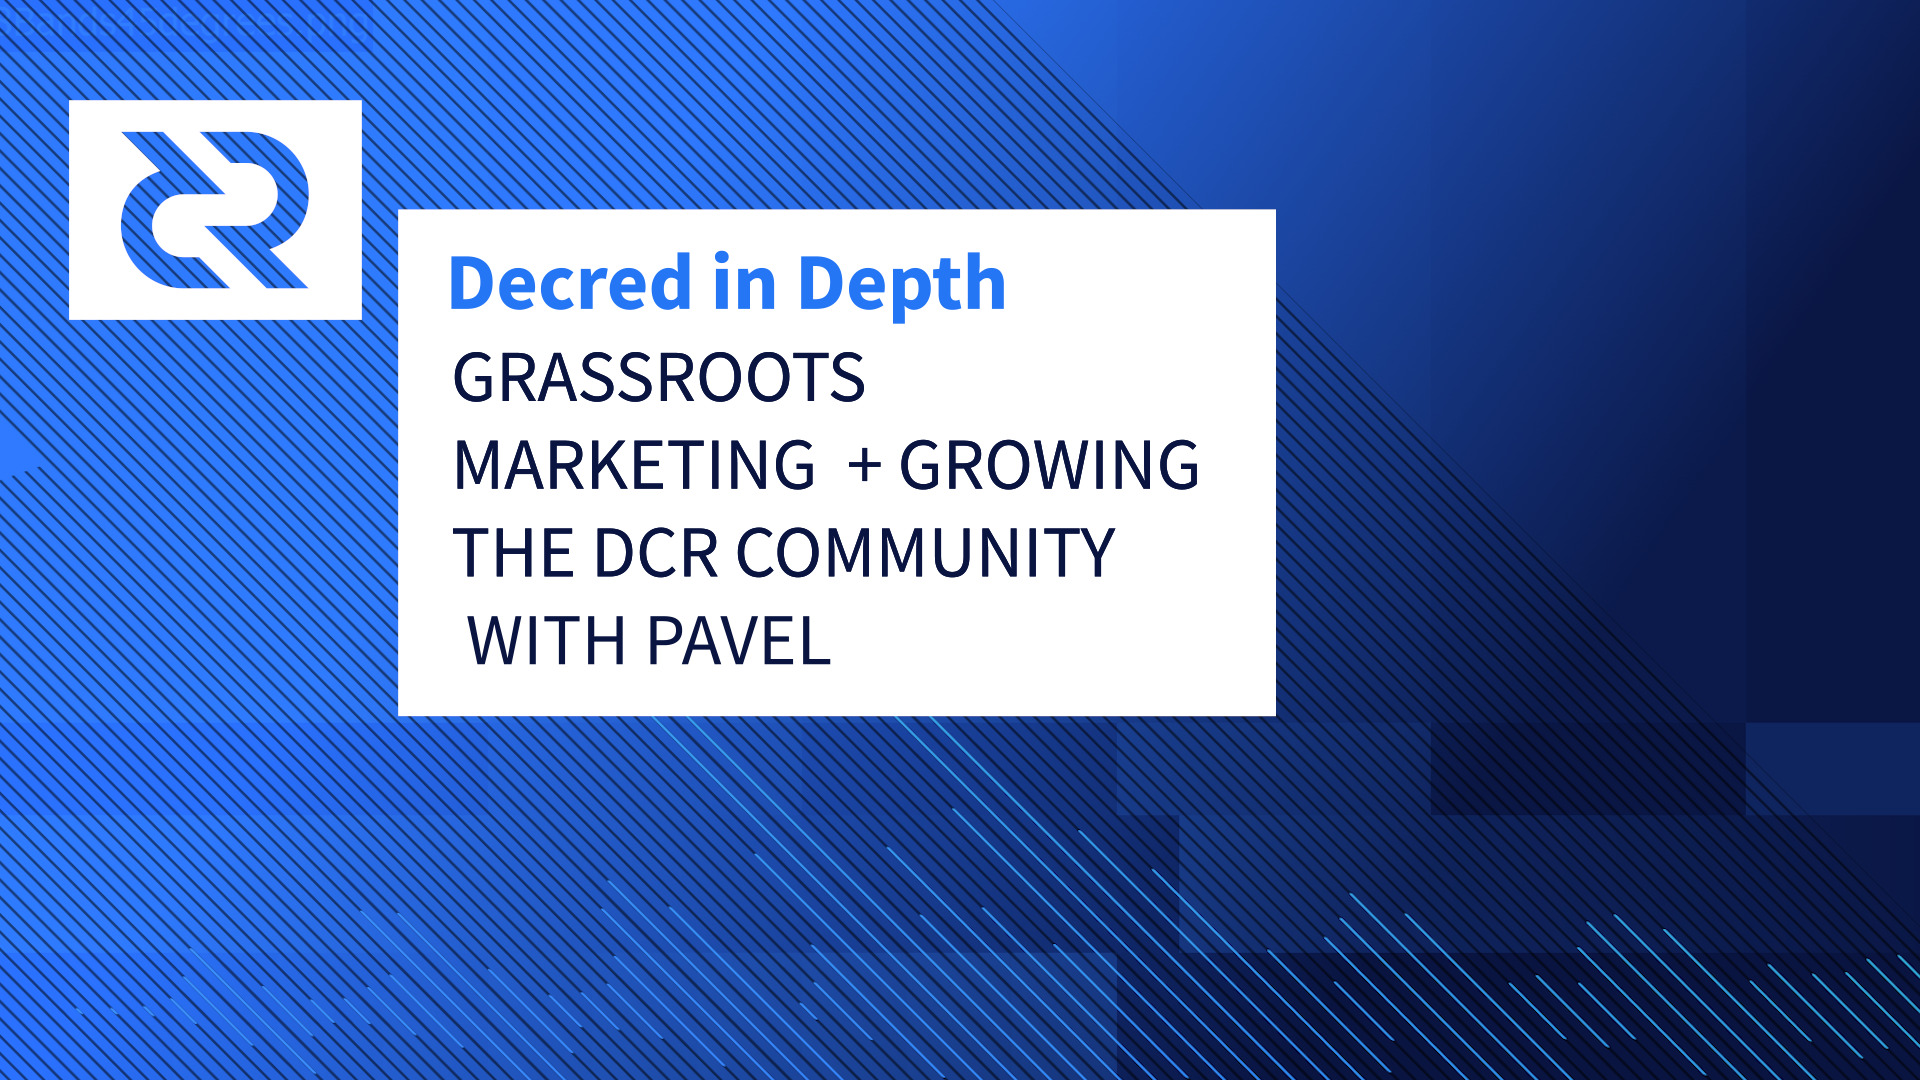 Decred in Depth
GRASSROOTS
MARKETING + GROWING
THE DCR COMMUNITY
WITH PAVEL